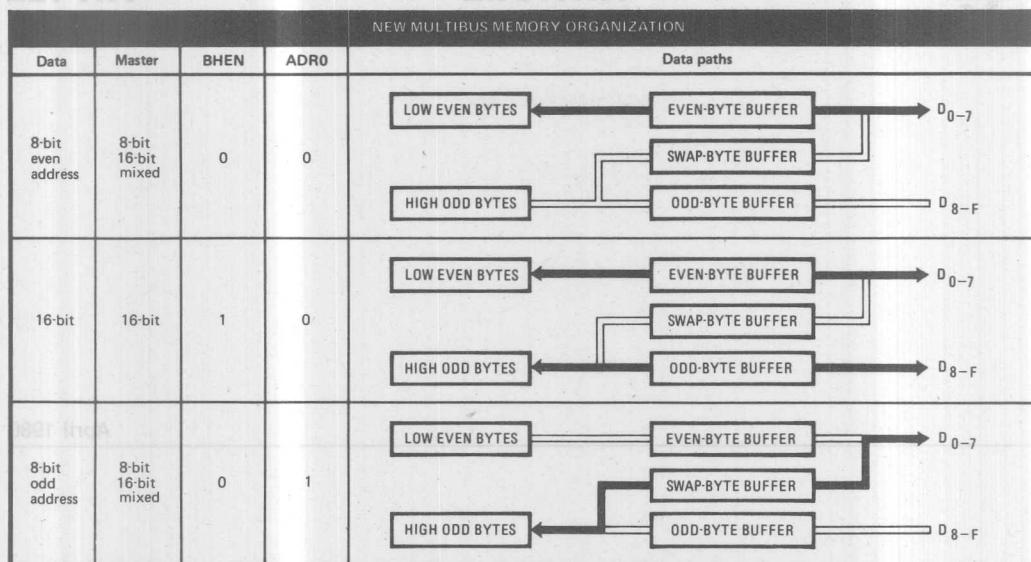 NEW MULTIBUS MEMORY ORGANIZATION
Data Master BHEN ADR0 Data paths
8-bit even address 8-bit 16-bit mixed 0 0
LOW EVEN BYTES EVEN-BYTE BUFFER D0–7
SWAP-BYTE BUFFER
HIGH ODD BYTES ODD-BYTE BUFFER D8–F
16-bit 16-bit 1 0
LOW EVEN BYTES EVEN-BYTE BUFFER D0–7
SWAP-BYTE BUFFER
HIGH ODD BYTES ODD-BYTE BUFFER D8–F
8-bit odd address 8-bit 16-bit mixed 0 1
LOW EVEN BYTES EVEN-BYTE BUFFER D0–7
SWAP-BYTE BUFFER
HIGH ODD BYTES ODD-BYTE BUFFER D8–F